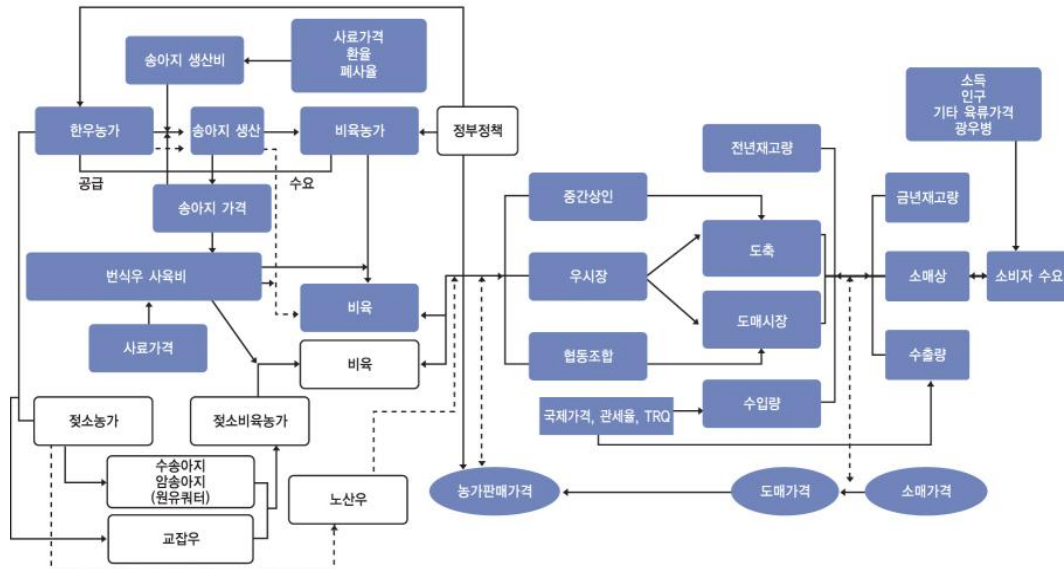 사료가격
환율
폐사율
송아지 생산비
소득
인구
기타 육류가격
광우병
한우농가
송아지 생산
비육농가
정부정책
전년재고량
공급
수요
중간상인
금년재고량
송아지 가격
도축
번식우 사육비
우시장
소매상
소비자 수요
비육
도매시장
사료가격
비육
협동조합
수출량
젖소농가
젖소비육농가
국제가격, 관세율, TRQ
수입량
수송아지
암송아지
(원유쿼터)
노산우
농가판매가격
도매가격
소매가격
교잡우